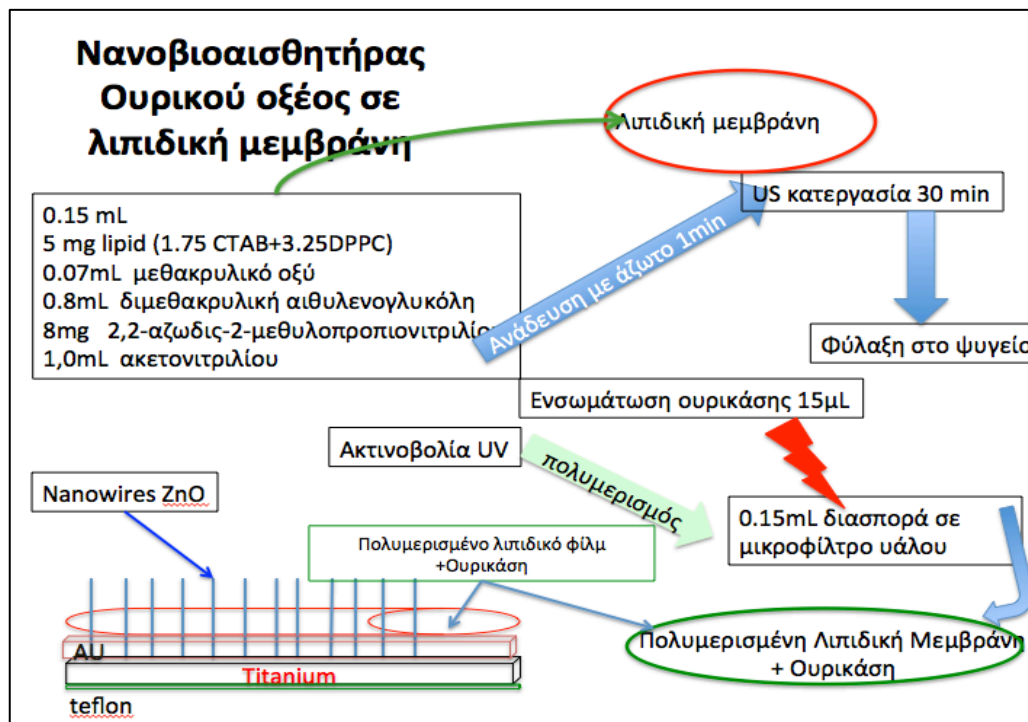 Νανοβιοαισθητήρας
Ουρικού οξέος σε
λιπιδική μεμβράνη
Λιπιδική μεμβράνη
US κατεργασία 30 min
0.15 mL
5 mg lipid (1.75 CTAB+3.25DPPC)
0.07mL μεθακρυλικό οξύ
0.8mL διμεθακρυλική αιθυλενογλυκόλη
8mg 2,2-αζωδις-2-μεθυλοπροπιονιτριλίου
1,0mL ακετονιτριλίου
Ανάδευση με άζωτο 1min
Φύλαξη στο ψυγείο
Ενσωμάτωση ουρικάσης 15μL
Ακτινοβολία UV
πολυμερισμός
Nanowires ZnO
0.15mL διασπορά σε
μικροφίλτρο υάλου
Πολυμερισμένο λιπιδικό φίλμ
+Ουρικάση
Πολυμερισμένη Λιπιδική Μεμβράνη
+ Ουρικάση
AU
Titanium
teflon